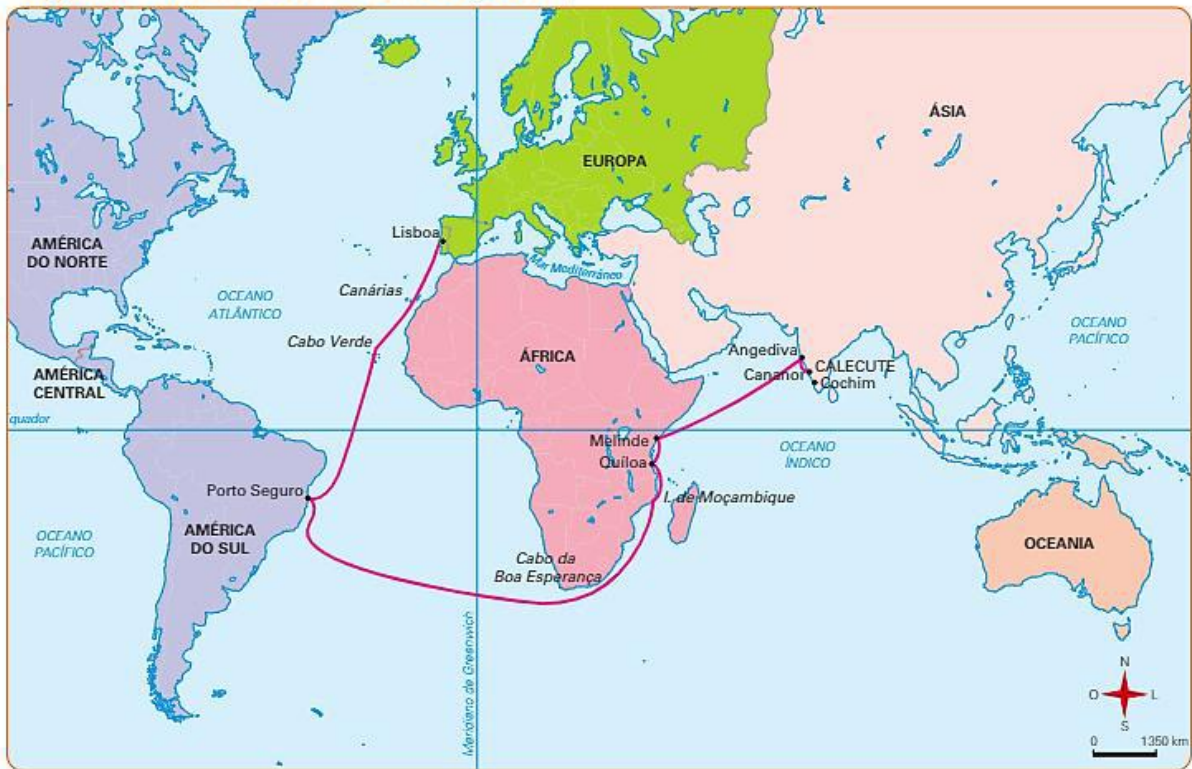 ÁSIA
EUROPA
Lisboa
AMÉRICA
DO NORTE
Mar Mediterrâneo
Canárias
OCEANO
ATLÂNTICO
OCEANO
PACÍFICO
Cabo Verde
ÁFRICA
Angediva
CALECUTE
Cananor
Cochim
AMÉRICA
CENTRAL
quador
Melinde
OCEANO
ÍNDICO
Quíloa
Porto Seguro
I. de Moçambique
AMÉRICA
DO SUL
OCEANO
PACÍFICO
OCEANIA
Cabo da
Boa Esperança
Meridiano de Greenwich
N
O
L
S
0
1350 km